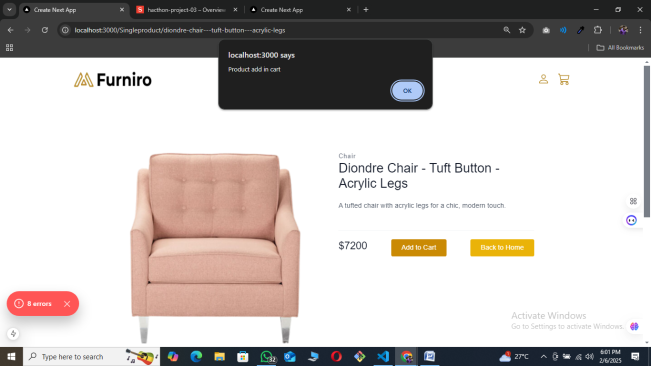 Create Next App
hacthon-project-03 – Overview
Create Next App
localhost:3000/Singleproduct/diondre-chair---tuft-button---acrylic-legs
All Bookmarks
localhost:3000 says
Product add in cart
OK
Furniro
Chair
Diondre Chair - Tuft Button -
Acrylic Legs
A tufted chair with acrylic legs for a chic, modern touch.
$7200
Add to Cart
Back to Home
8 errors
Activate Windows
Go to Settings to activate Windows.
Type here to search
27°C
6:01 PM
2/6/2025